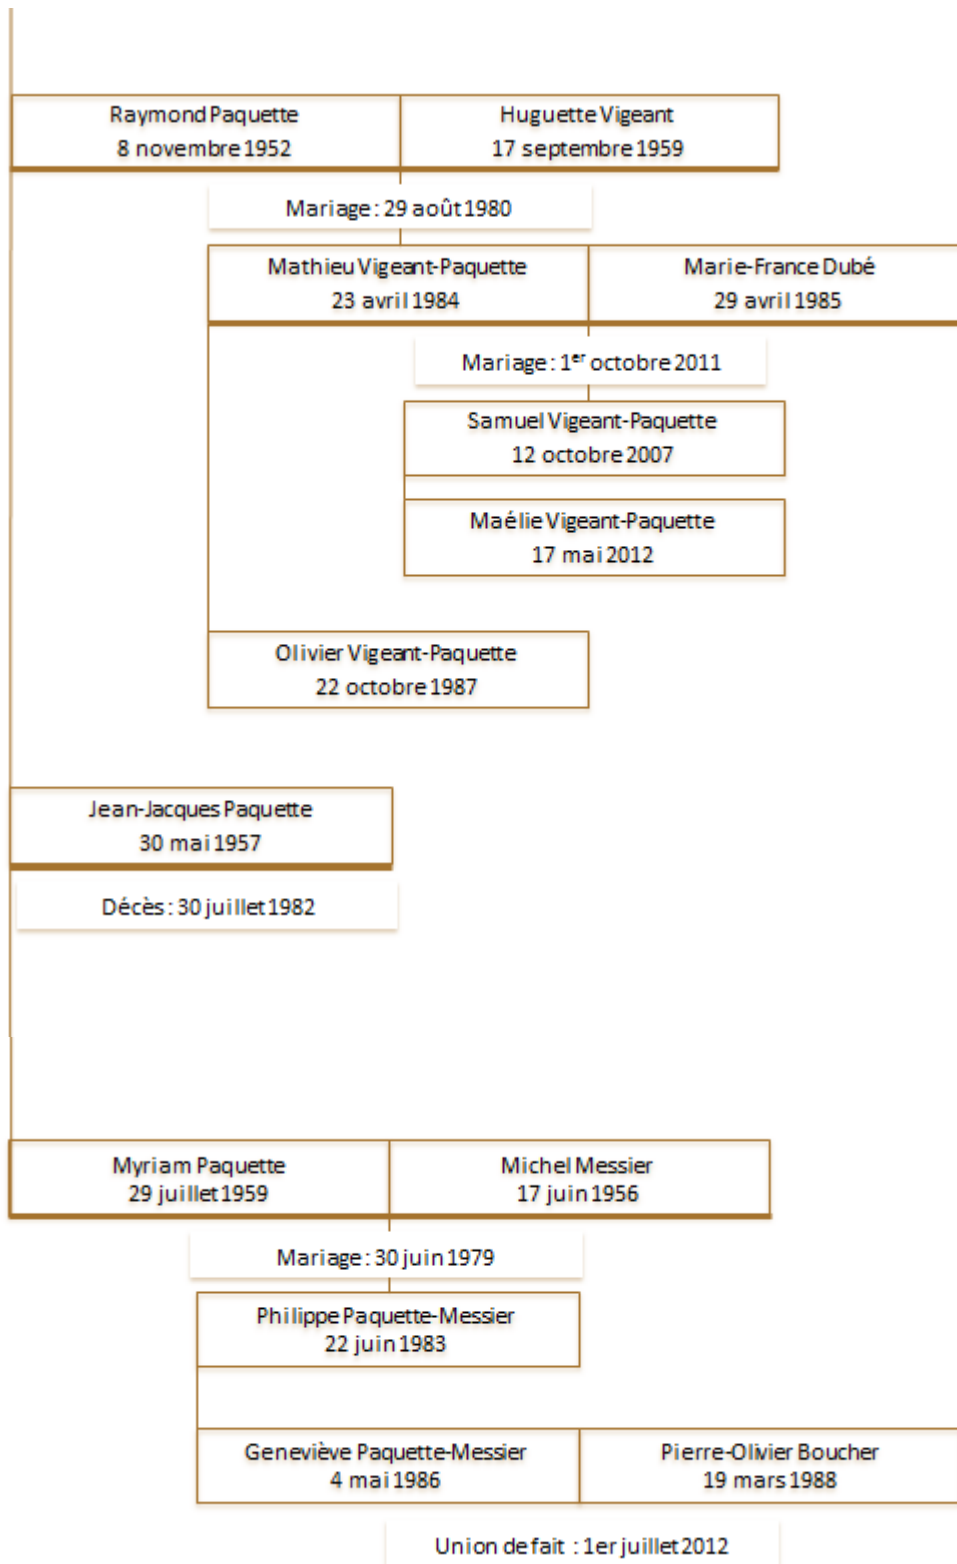 Raymond Paquette
8 novembre 1952
Huguette Vigeant
17 septembre 1959
Mariage : 29 août 1980
Mathieu Vigeant-Paquette
23 avril 1984
Marie-France Dubé
29 avril 1985
Mariage : 1er octobre 2011
Samuel Vigeant-Paquette
12 octobre 2007
Maélie Vigeant-Paquette
17 mai 2012
Olivier Vigeant-Paquette
22 octobre 1987
Jean-Jacques Paquette
30 mai 1957
Décès : 30 juillet 1982
Myriam Paquette
29 juillet 1959
Michel Messier
17 juin 1956
Mariage : 30 juin 1979
Philippe Paquette-Messier
22 juin 1983
Geneviève Paquette-Messier
4 mai 1986
Pierre-Olivier Boucher
19 mars 1988
Union de fait : 1er juillet 2012